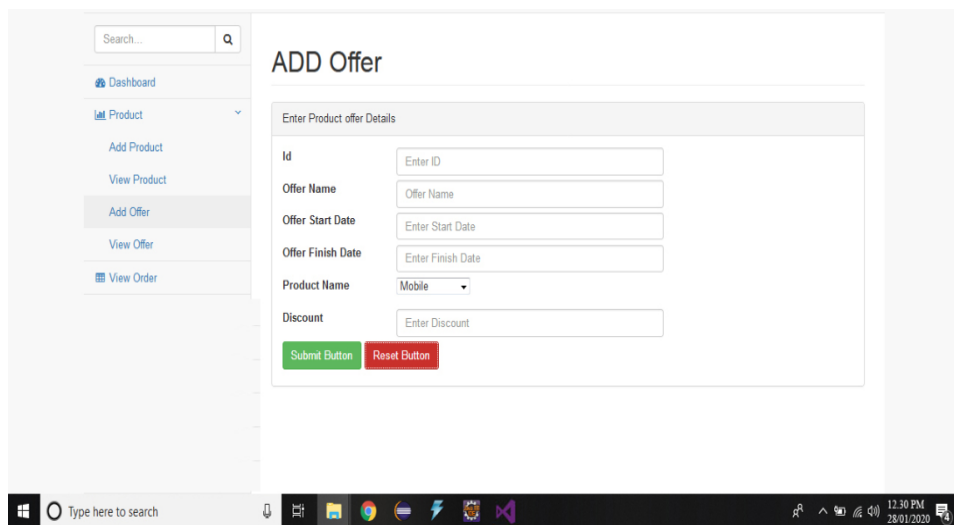 Search...
Dashboard
Product
Add Product
View Product
Add Offer
View Offer
View Order
ADD Offer
Enter Product offer Details
Id
Enter ID
Offer Name
Offer Name
Offer Start Date
Enter Start Date
Offer Finish Date
Enter Finish Date
Product Name
Mobile
Discount
Enter Discount
Submit Button
Reset Button
Type here to search
12.30 PM
28/01/2020
4